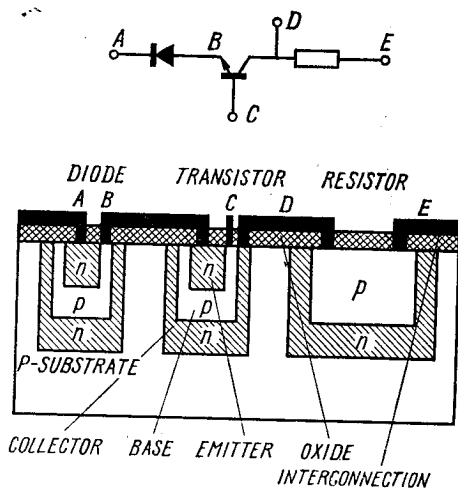 A B D E
C
DIODE TRANSISTOR RESISTOR
A B C D E
n n
p p p
n n n
P-SUBSTRATE
COLLECTOR BASE EMITTER OXIDE
INTERCONNECTION